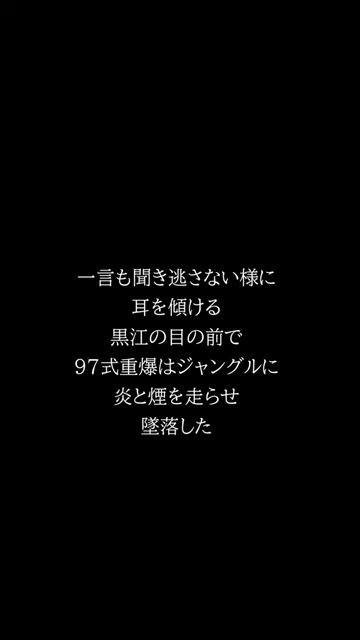 一言も聞き逃さない様に
耳を傾ける
黒江の目の前で
97式重爆はジャングルに
炎と煙を走らせ
墜落した